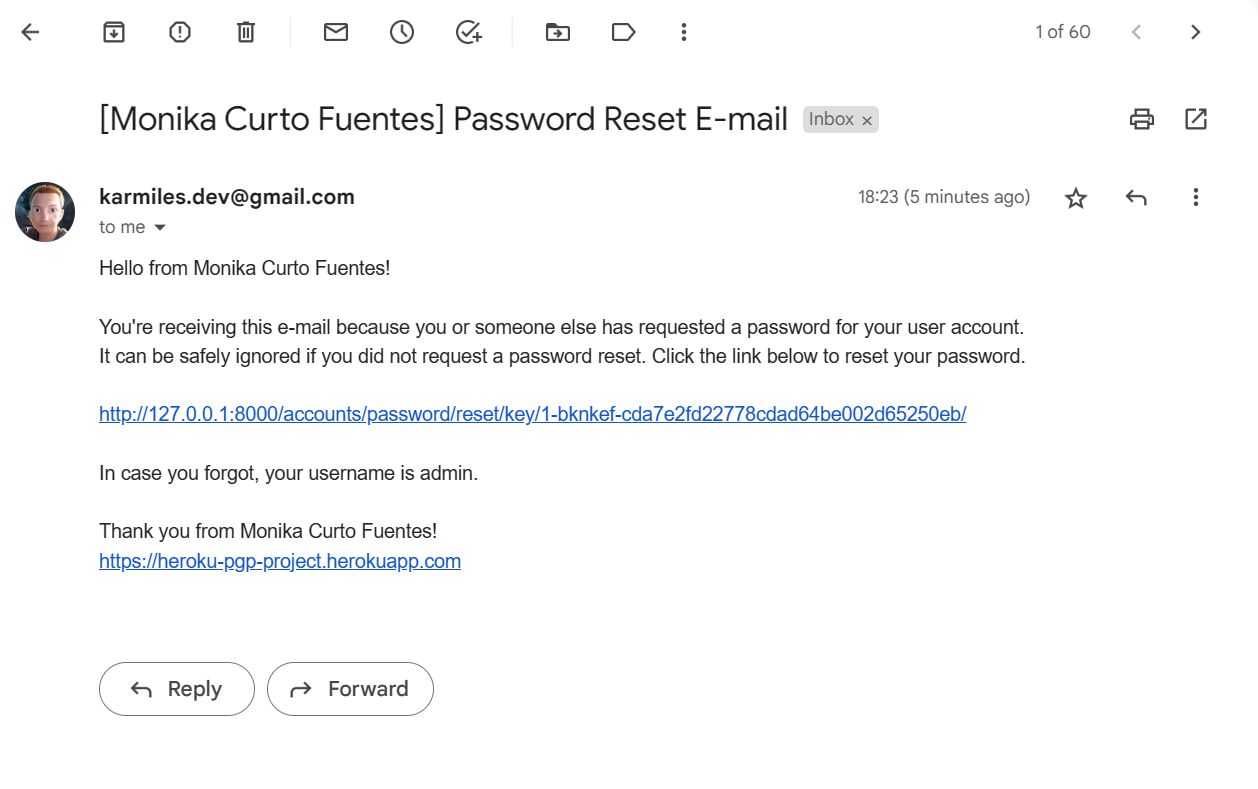 1 of 60
[Monika Curto Fuentes] Password Reset E-mail Inbox ×
karmiles.dev@gmail.com 18:23 (5 minutes ago)
to me
Hello from Monika Curto Fuentes!
You're receiving this e-mail because you or someone else has requested a password for your user account.
It can be safely ignored if you did not request a password reset. Click the link below to reset your password.
http://127.0.0.1:8000/accounts/password/reset/key/1-bknkef-cda7e2fd22778cdad64be002d65250eb/
In case you forgot, your username is admin.
Thank you from Monika Curto Fuentes!
https://heroku-pgp-project.herokuapp.com
Reply Forward